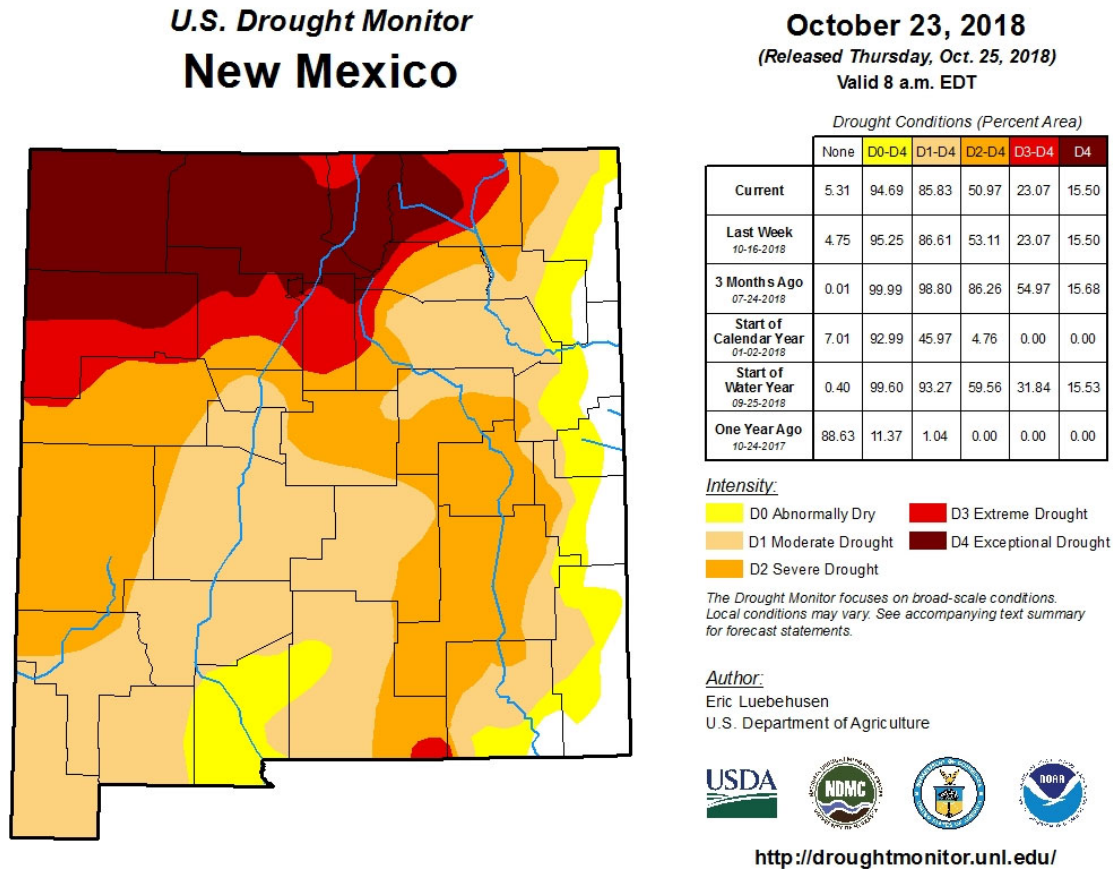 U.S. Drought Monitor
New Mexico
October 23, 2018
(Released Thursday, Oct. 25, 2018)
Valid 8 a.m. EDT
Drought Conditions (Percent Area)
None D0-D4 D1-D4 D2-D4 D3-D4 D4
Current 5.31 94.69 85.83 50.97 23.07 15.50
Last Week
10-16-2018 4.75 95.25 86.61 53.11 23.07 15.50
3 Months Ago
07-24-2018 0.01 99.99 98.80 86.26 54.97 15.68
Start of
Calendar Year
01-02-2018 7.01 92.99 45.97 4.76 0.00 0.00
Start of
Water Year
09-25-2018 0.40 99.60 93.27 59.56 31.84 15.53
One Year Ago
10-24-2017 88.63 11.37 1.04 0.00 0.00 0.00
Intensity:
D0 Abnormally Dry D3 Extreme Drought
D1 Moderate Drought D4 Exceptional Drought
D2 Severe Drought
The Drought Monitor focuses on broad-scale conditions.
Local conditions may vary. See accompanying text summary
for forecast statements.
Author:
Eric Luebehusen
U.S. Department of Agriculture
USDA
NDMC
NOAA
http://droughtmonitor.unl.edu/